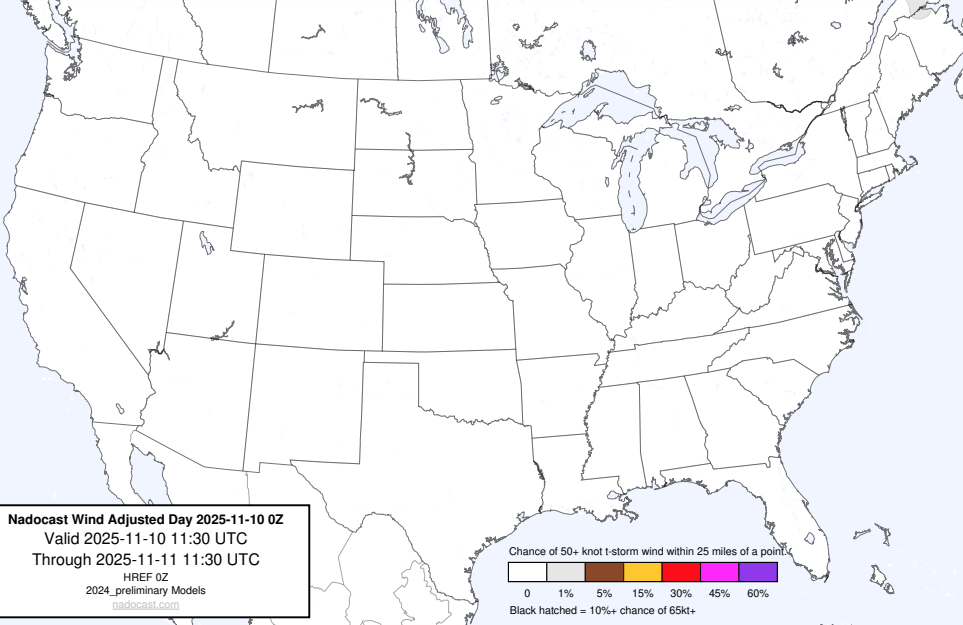 Nadocast Wind Adjusted Day 2025-11-10 0Z
Valid 2025-11-10 11:30 UTC
Through 2025-11-11 11:30 UTC
HREF 0Z
2024_preliminary Models
nadocast.com
Chance of 50+ knot t-storm wind within 25 miles of a point.
0 1% 5% 15% 30% 45% 60%
Black hatched = 10%+ chance of 65kt+